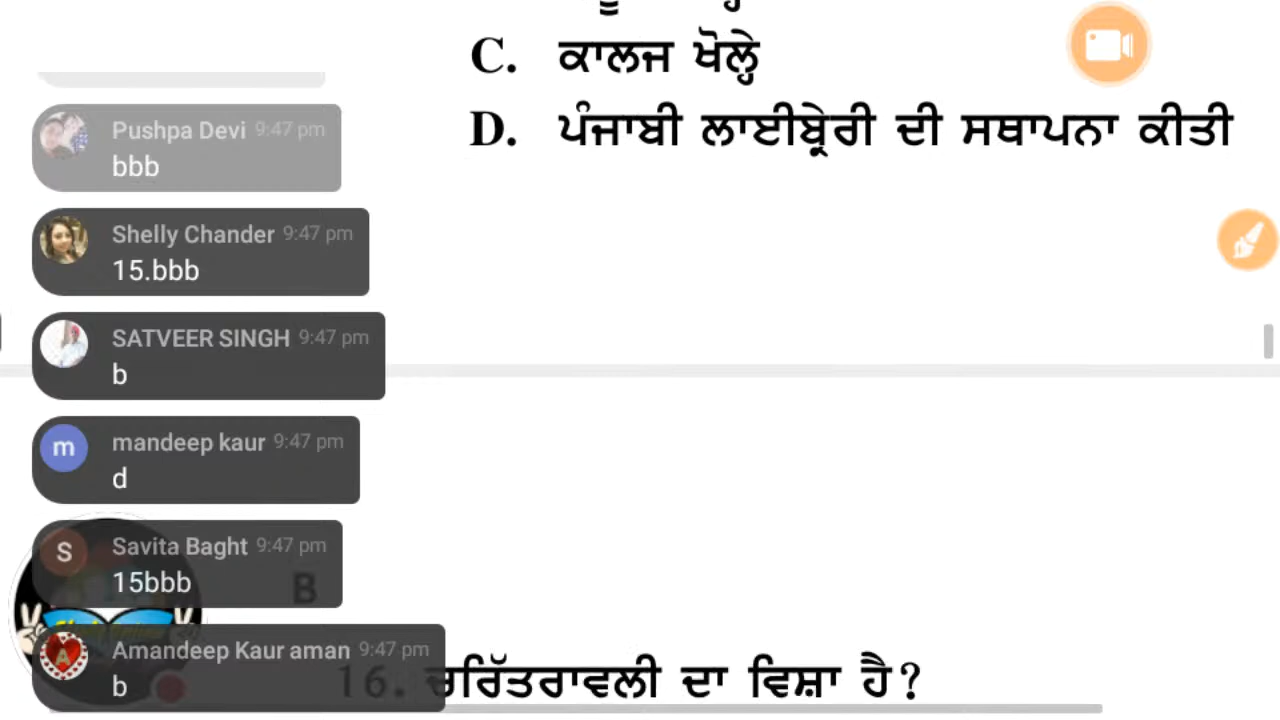 C. ਕਾਲਜ ਖੋਲ੍ਹੇ
D. ਪੰਜਾਬੀ ਲਾਈਬ੍ਰੇਰੀ ਦੀ ਸਥਾਪਨਾ ਕੀਤੀ
Pushpa Devi 9:47 pm
bbb
Shelly Chander 9:47 pm
15.bbb
SATVEER SINGH 9:47 pm
b
m mandeep kaur 9:47 pm
d
S Savita Baght 9:47 pm
15bbb
B
A Amandeep Kaur aman 9:47 pm
b
16. ਚਰਿੱਤਰਾਵਲੀ ਦਾ ਵਿਸ਼ਾ ਹੈ?